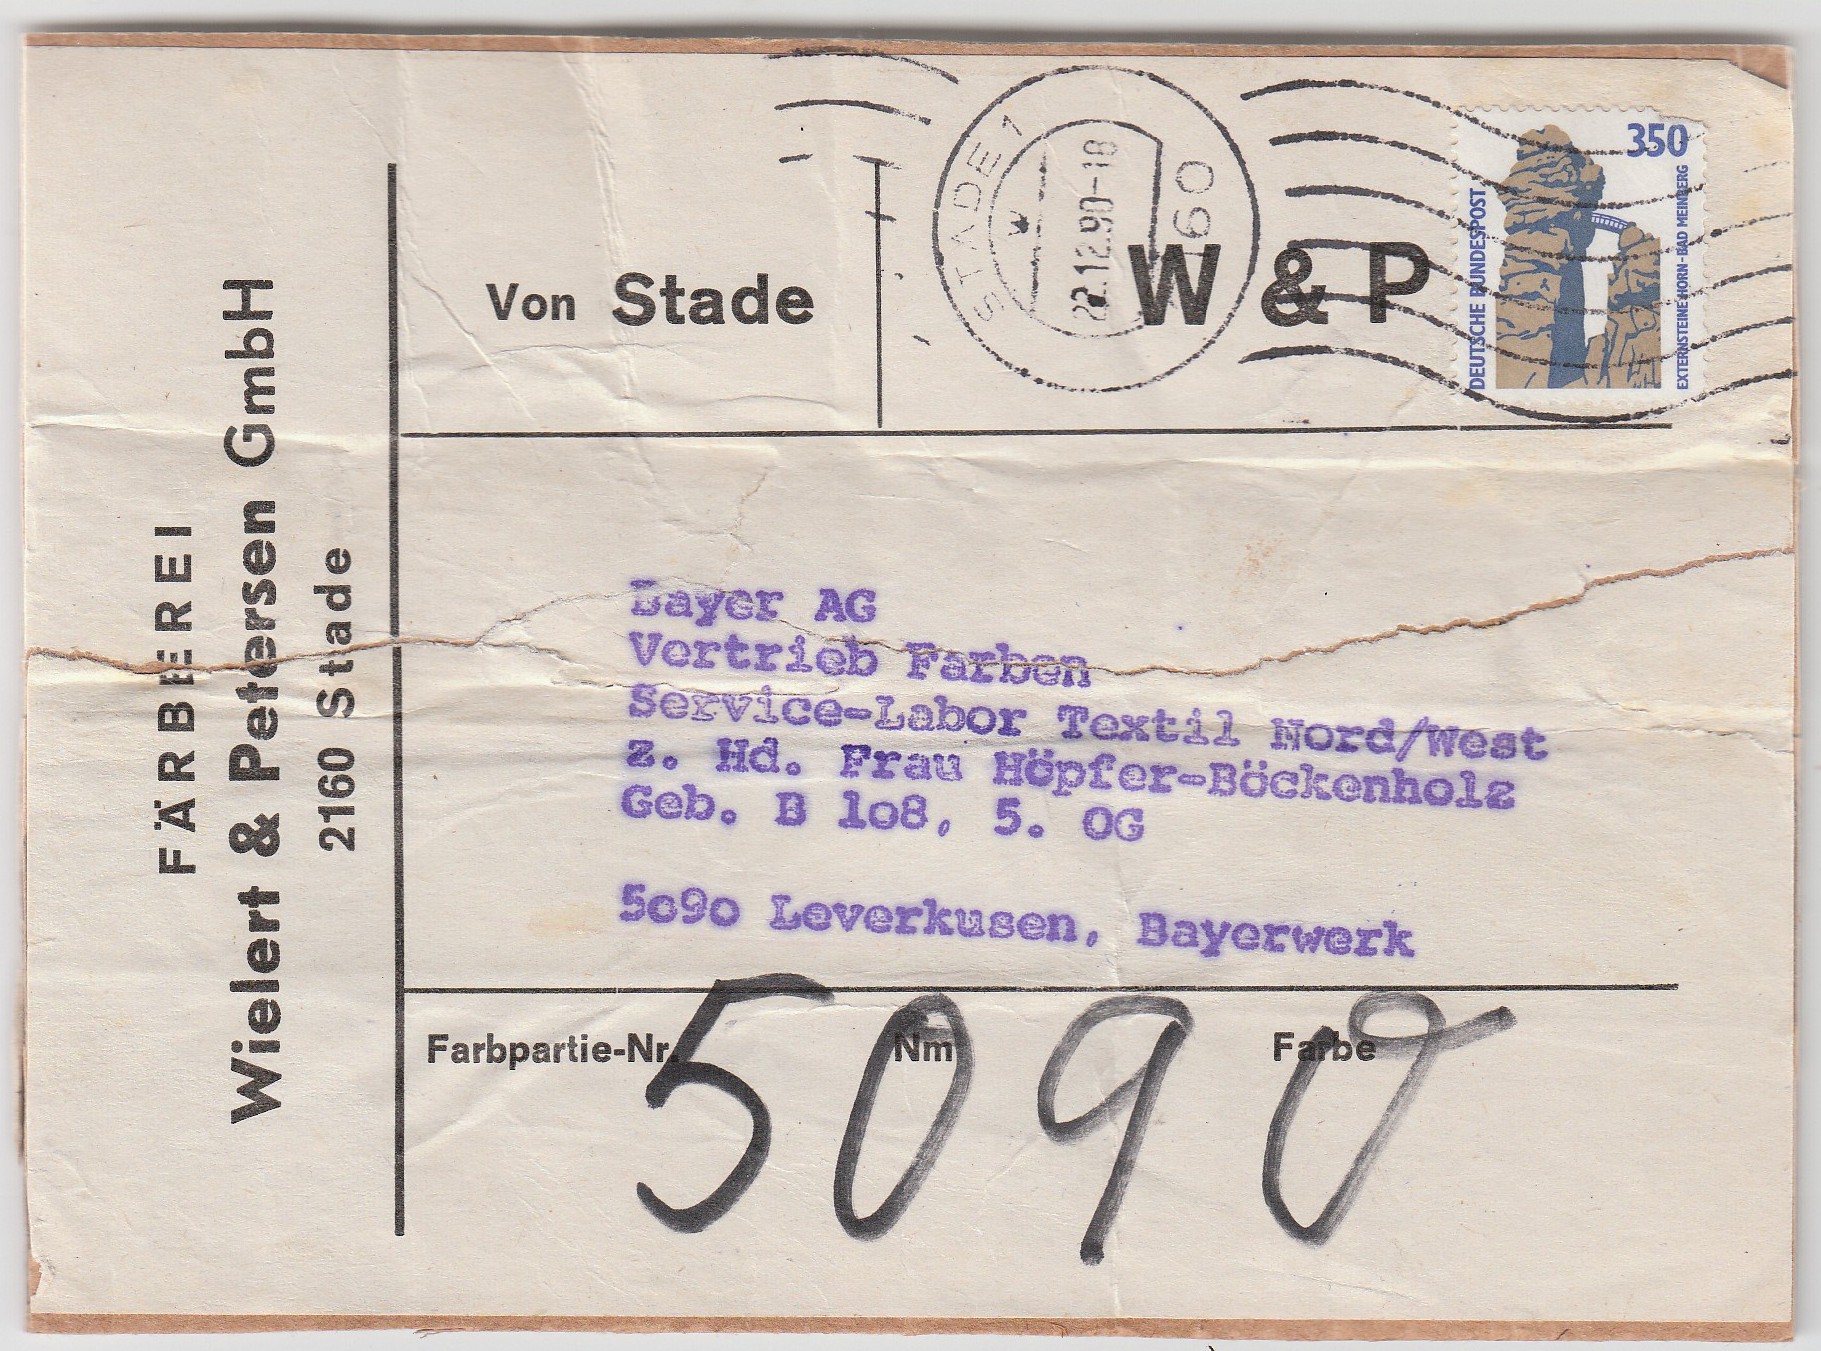 FÄRBEREI
Wielert & Petersen GmbH
2160 Stade
Von Stade
W & P
STADE 1
w
22.12.90-18
160
350
DEUTSCHE BUNDESPOST
EXTERNSTEINE HORN-BAD MEINBERG
Bayer AG
Vertrieb Farben
Service-Labor Textil Nord/West
z. Hd. Frau Höpfer-Böckenholz
Geb. B lo8, 5. OG
5o9o Leverkusen, Bayerwerk
Farbpartie-Nr.
Nm
Farbe
5090